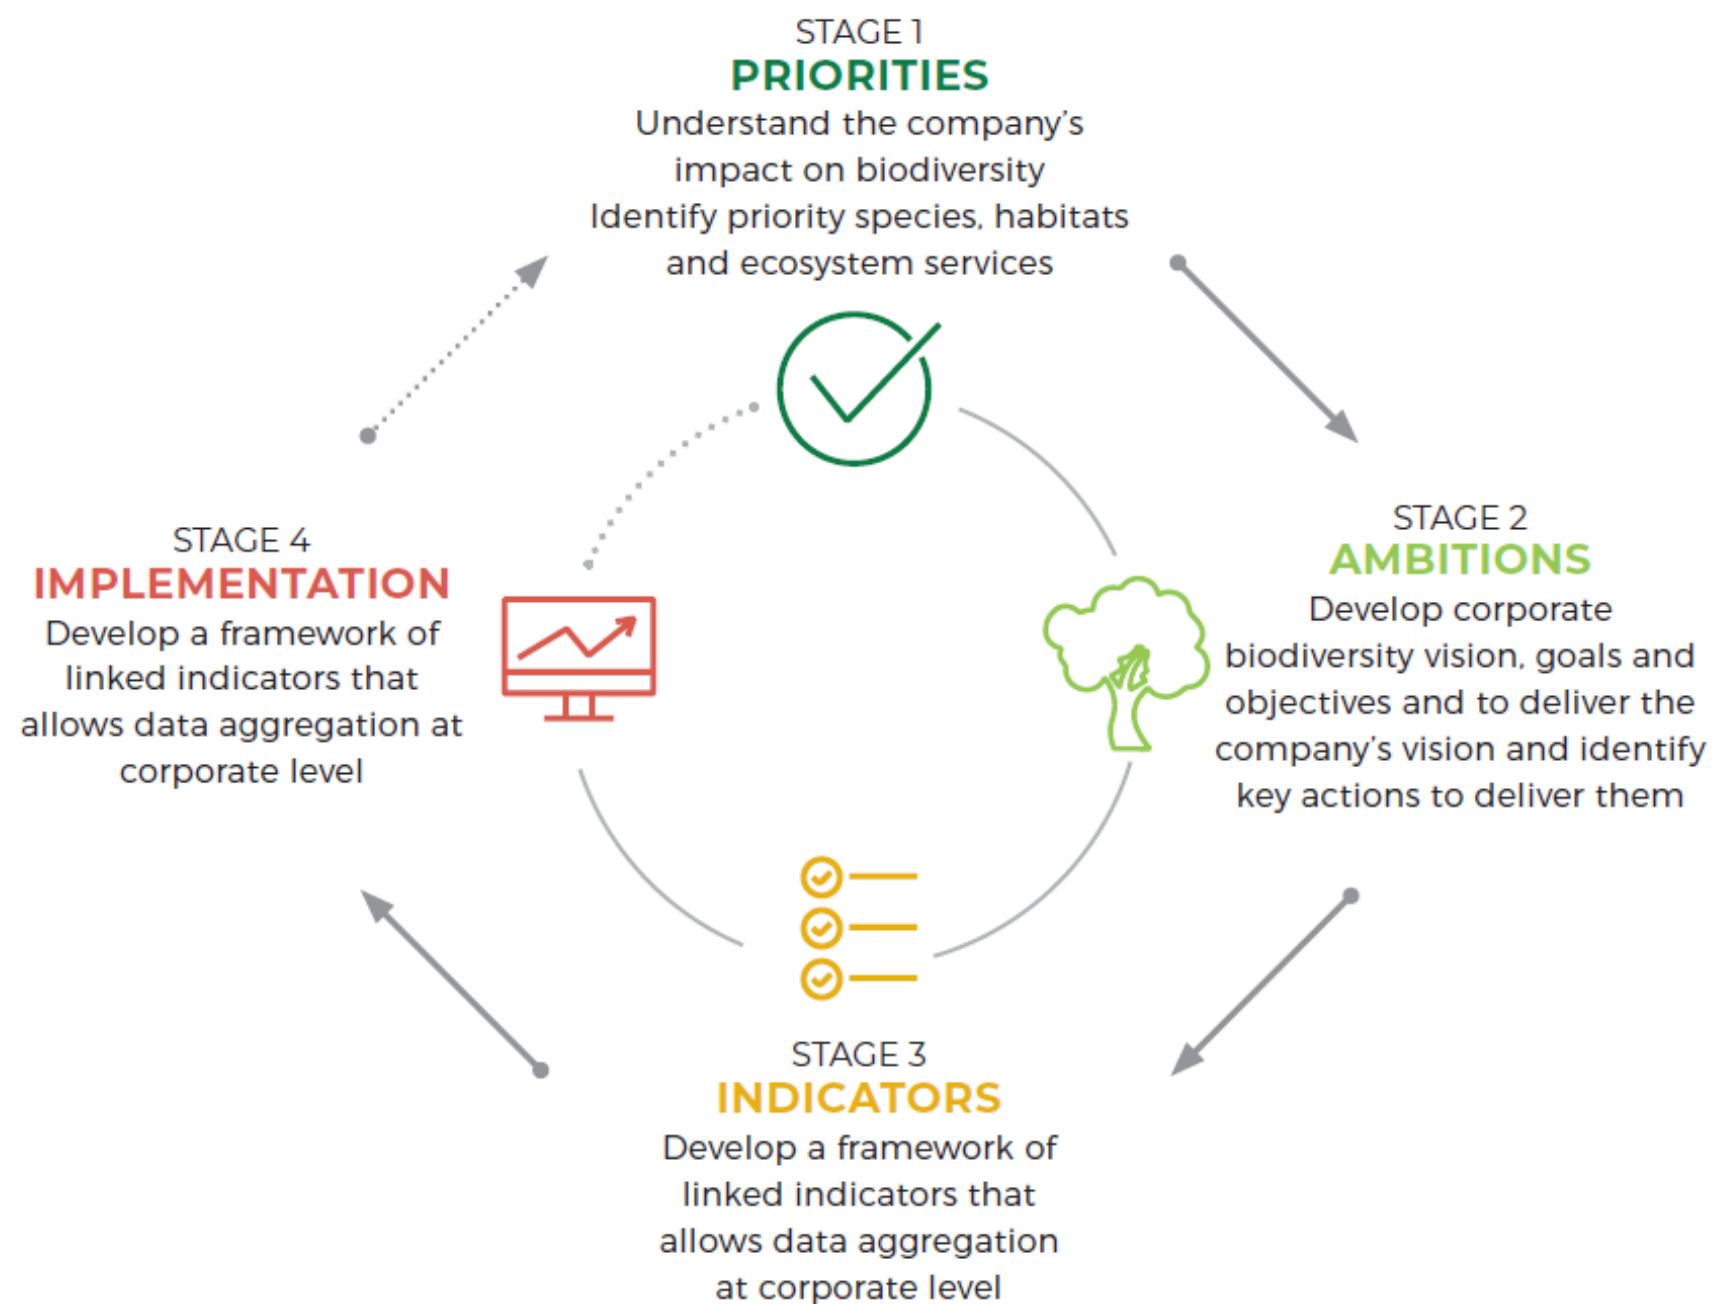 STAGE 1
PRIORITIES
Understand the company's
impact on biodiversity
Identify priority species, habitats
and ecosystem services
STAGE 2
AMBITIONS
Develop corporate
biodiversity vision, goals and
objectives and to deliver the
company's vision and identify
key actions to deliver them
STAGE 3
INDICATORS
Develop a framework of
linked indicators that
allows data aggregation
at corporate level
STAGE 4
IMPLEMENTATION
Develop a framework of
linked indicators that
allows data aggregation at
corporate level